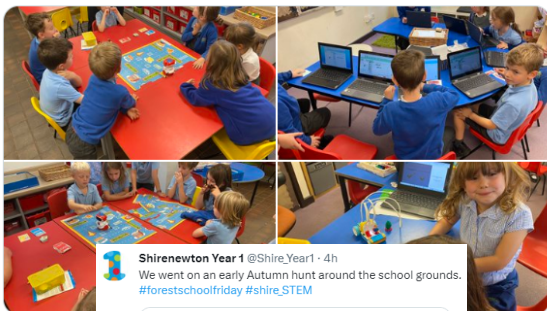 Shirenewton Year 1 @Shire_Year1 · 4h
We went on an early Autumn hunt around the school grounds.
#forestschoolfriday #shire_STEM